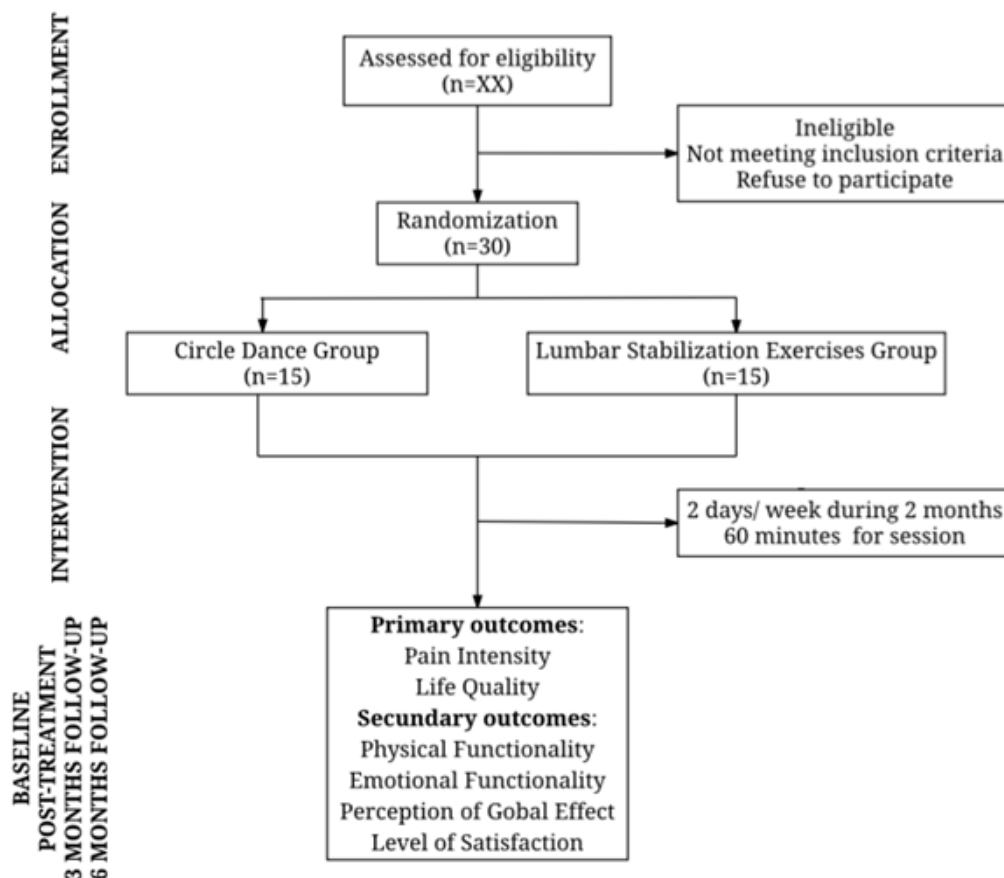 ENROLLMENT
Assessed for eligibility
(n=XX)
Ineligible
Not meeting inclusion criteria
Refuse to participate
ALLOCATION
Randomization
(n=30)
Circle Dance Group
(n=15)
Lumbar Stabilization Exercises Group
(n=15)
INTERVENTION
2 days/ week during 2 months
60 minutes for session
BASELINE
POST-TREATMENT
3 MONTHS FOLLOW-UP
6 MONTHS FOLLOW-UP
Primary outcomes:
Pain Intensity
Life Quality
Secundary outcomes:
Physical Functionality
Emotional Functionality
Perception of Gobal Effect
Level of Satisfaction